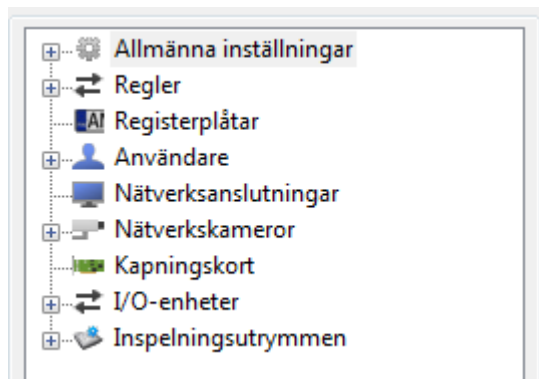 Allmänna inställningar
Regler
Registerplåtar
Användare
Nätverksanslutningar
Nätverkskameror
Kapningskort
I/O-enheter
Inspelningsutrymmen